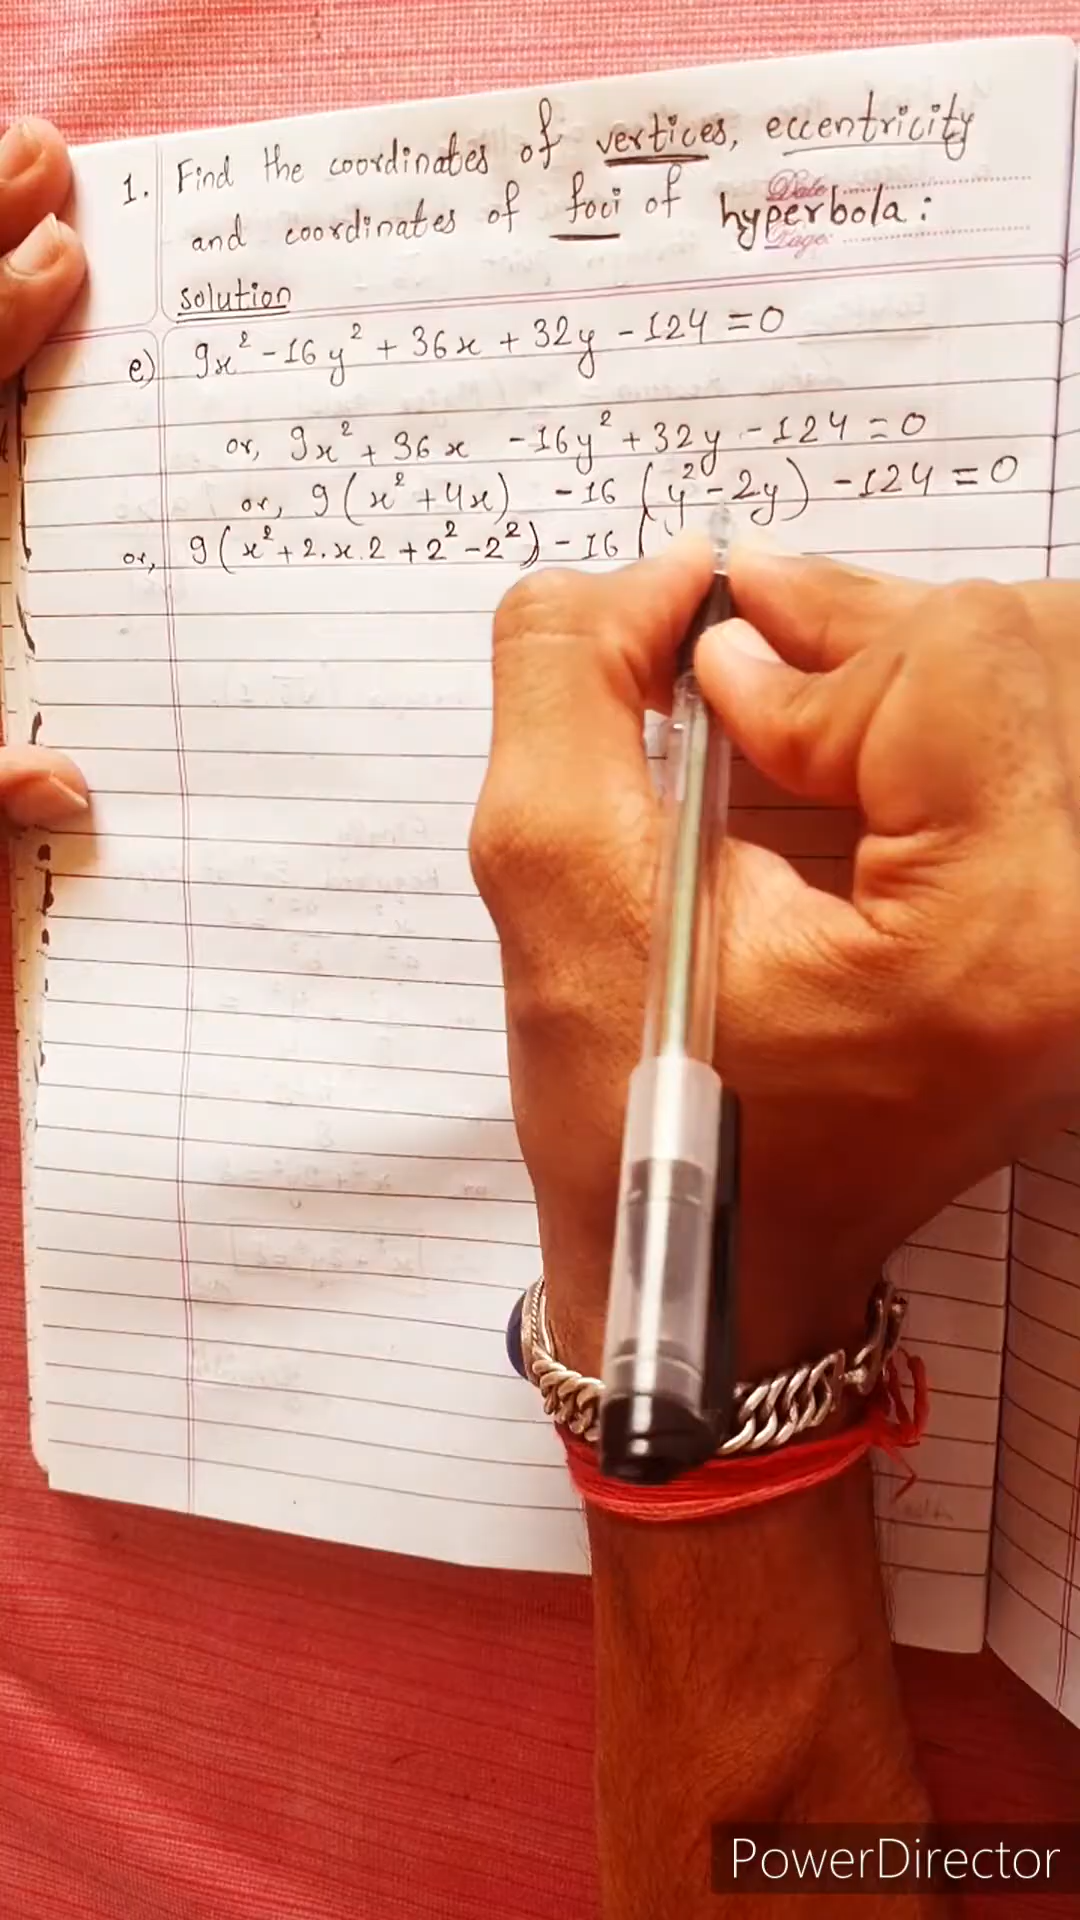 1. Find the coordinates of vertices, eccentricity
and coordinates of foci of hyperbola:
Date
Page:
solution
e) 9x² - 16y² + 36x + 32y - 124 = 0
or, 9x² + 36x - 16y² + 32y - 124 = 0
or, 9(x² + 4x) - 16(y² - 2y) - 124 = 0
or, 9(x² + 2.x.2 + 2² - 2²) - 16(
PowerDirector